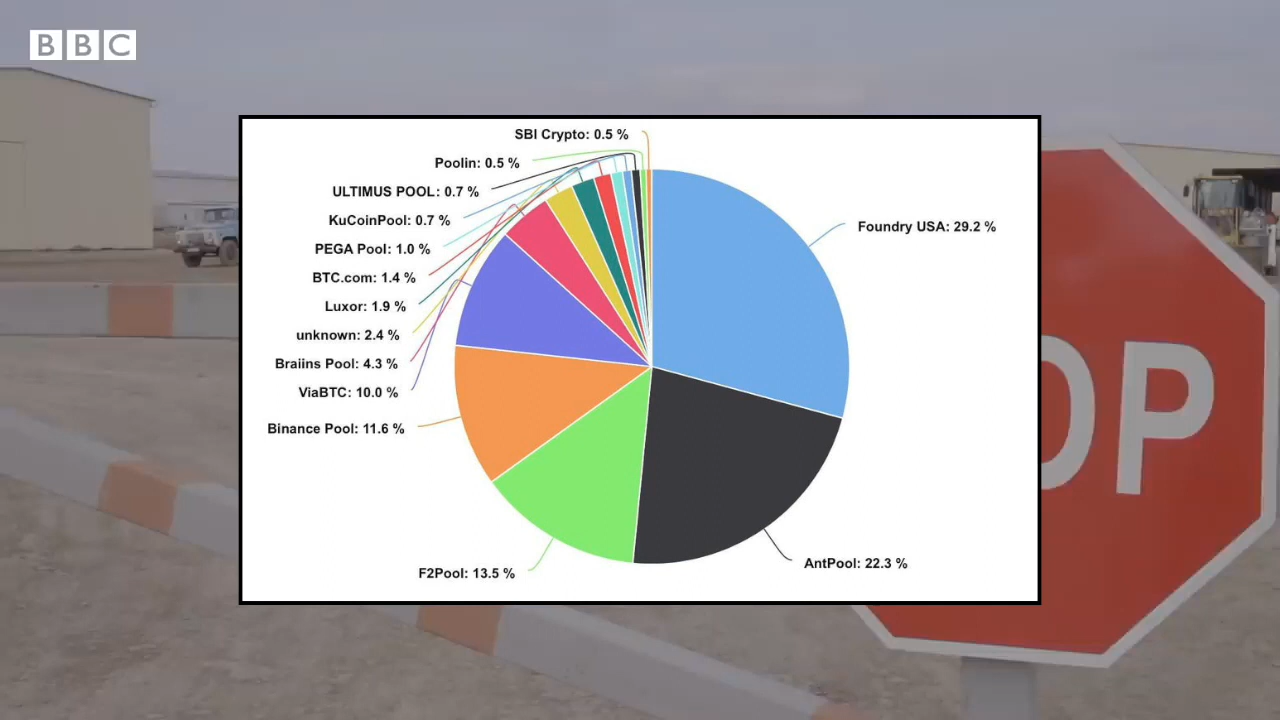 BBC
SBI Crypto: 0.5 %
Poolin: 0.5 %
ULTIMUS POOL: 0.7 %
KuCoinPool: 0.7 %
PEGA Pool: 1.0 %
BTC.com: 1.4 %
Luxor: 1.9 %
unknown: 2.4 %
Braiins Pool: 4.3 %
ViaBTC: 10.0 %
Binance Pool: 11.6 %
F2Pool: 13.5 %
Foundry USA: 29.2 %
AntPool: 22.3 %
OP